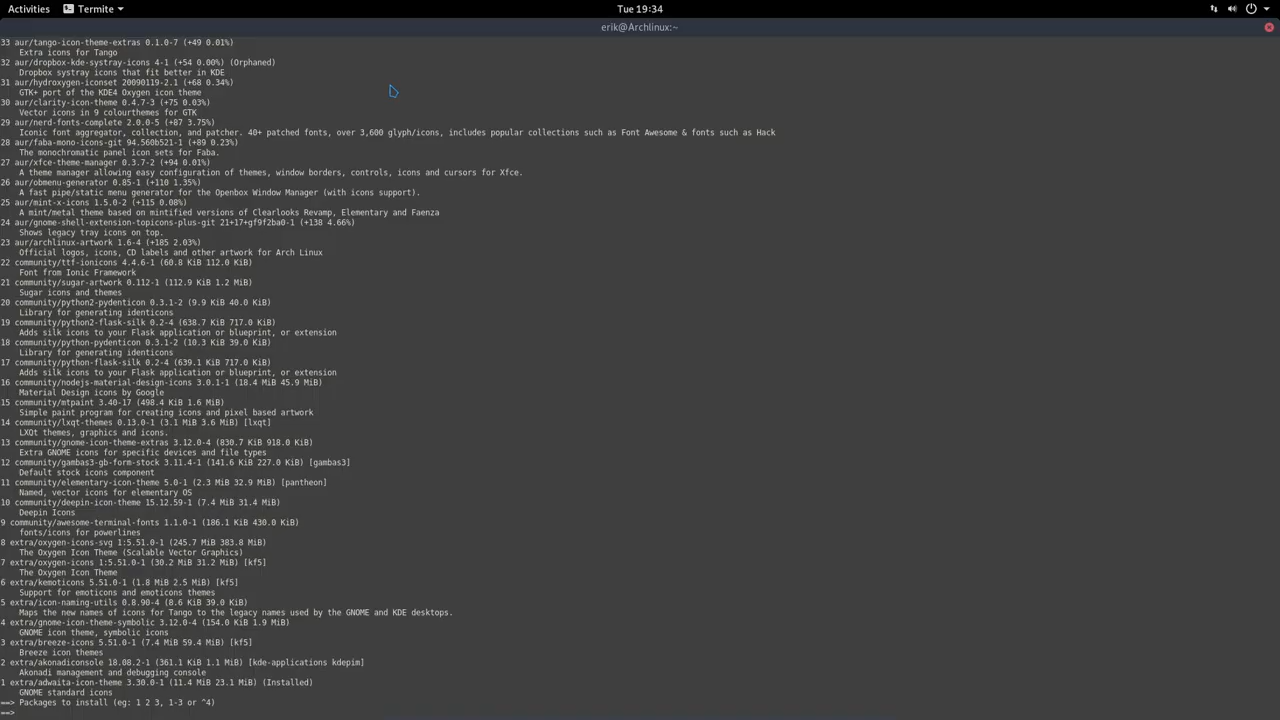 Activities
Termite
Tue 19:34
erik@Archlinux:~
33 aur/tango-icon-theme-extras 0.1.0-7 (+49 0.01%)
Extra icons for Tango
32 aur/dropbox-kde-systray-icons 4-1 (+54 0.00%) (Orphaned)
Dropbox systray icons that fit better in KDE
31 aur/hydroxygen-iconset 20090119-2.1 (+68 0.34%)
GTK+ port of the KDE4 Oxygen icon theme
30 aur/clarity-icon-theme 0.4.7-3 (+75 0.03%)
Vector icons in 9 colourthemes for GTK
29 aur/nerd-fonts-complete 2.0.0-5 (+87 3.75%)
Iconic font aggregator, collection, and patcher. 40+ patched fonts, over 3,600 glyph/icons, includes popular collections such as Font Awesome & fonts such as Hack
28 aur/faba-mono-icons-git 94.560b521-1 (+89 0.23%)
The monochromatic panel icon sets for Faba.
27 aur/xfce-theme-manager 0.3.7-2 (+94 0.01%)
A theme manager allowing easy configuration of themes, window borders, controls, icons and cursors for Xfce.
26 aur/obmenu-generator 0.85-1 (+110 1.35%)
A fast pipe/static menu generator for the Openbox Window Manager (with icons support).
25 aur/mint-x-icons 1.5.0-2 (+115 0.08%)
A mint/metal theme based on mintified versions of Clearlooks Revamp, Elementary and Faenza
24 aur/gnome-shell-extension-topicons-plus-git 21+17+gf9f2ba0-1 (+138 4.66%)
Shows legacy tray icons on top.
23 aur/archlinux-artwork 1.6-4 (+185 2.03%)
Official logos, icons, CD labels and other artwork for Arch Linux
22 community/ttf-ionicons 4.4.6-1 (60.8 KiB 112.0 KiB)
Font from Ionic Framework
21 community/sugar-artwork 0.112-1 (112.9 KiB 1.2 MiB)
Sugar icons and themes
20 community/python2-pydenticon 0.3.1-2 (9.9 KiB 40.0 KiB)
Library for generating identicons
19 community/python2-flask-silk 0.2-4 (638.7 KiB 717.0 KiB)
Adds silk icons to your Flask application or blueprint, or extension
18 community/python-pydenticon 0.3.1-2 (10.3 KiB 39.0 KiB)
Library for generating identicons
17 community/python-flask-silk 0.2-4 (639.1 KiB 717.0 KiB)
Adds silk icons to your Flask application or blueprint, or extension
16 community/nodejs-material-design-icons 3.0.1-1 (18.4 MiB 45.9 MiB)
Material Design icons by Google
15 community/mtpaint 3.40-17 (498.4 KiB 1.6 MiB)
Simple paint program for creating icons and pixel based artwork
14 community/lxqt-themes 0.13.0-1 (3.1 MiB 3.6 MiB) [lxqt]
LXQt themes, graphics and icons.
13 community/gnome-icon-theme-extras 3.12.0-4 (830.7 KiB 918.0 KiB)
Extra GNOME icons for specific devices and file types
12 community/gambas3-gb-form-stock 3.11.4-1 (141.6 KiB 227.0 KiB) [gambas3]
Default stock icons component
11 community/elementary-icon-theme 5.0-1 (2.3 MiB 32.9 MiB) [pantheon]
Named, vector icons for elementary OS
10 community/deepin-icon-theme 15.12.59-1 (7.4 MiB 31.4 MiB)
Deepin Icons
9 community/awesome-terminal-fonts 1.1.0-1 (186.1 KiB 430.0 KiB)
fonts/icons for powerlines
8 extra/oxygen-icons-svg 1:5.51.0-1 (245.7 MiB 383.8 MiB)
The Oxygen Icon Theme (Scalable Vector Graphics)
7 extra/oxygen-icons 1:5.51.0-1 (30.2 MiB 31.2 MiB) [kf5]
The Oxygen Icon Theme
6 extra/kemoticons 5.51.0-1 (1.8 MiB 2.5 MiB) [kf5]
Support for emoticons and emoticons themes
5 extra/icon-naming-utils 0.8.90-4 (8.6 KiB 39.0 KiB)
Maps the new names of icons for Tango to the legacy names used by the GNOME and KDE desktops.
4 extra/gnome-icon-theme-symbolic 3.12.0-4 (154.0 KiB 1.9 MiB)
GNOME icon theme, symbolic icons
3 extra/breeze-icons 5.51.0-1 (7.4 MiB 59.4 MiB) [kf5]
Breeze icon themes
2 extra/akonadiconsole 18.08.2-1 (361.1 KiB 1.1 MiB) [kde-applications kdepim]
Akonadi management and debugging console
1 extra/adwaita-icon-theme 3.30.0-1 (11.4 MiB 23.1 MiB) (Installed)
GNOME standard icons
==> Packages to install (eg: 1 2 3, 1-3 or ^4)
==>